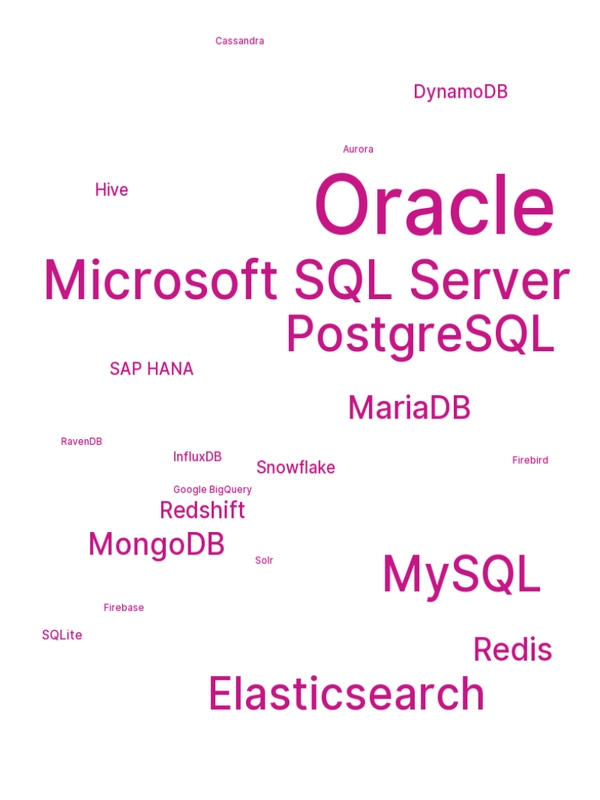 Cassandra
DynamoDB
Aurora
Hive
Oracle
Microsoft SQL Server
PostgreSQL
SAP HANA
MariaDB
RavenDB
InfluxDB
Firebird
Snowflake
Google BigQuery
Redshift
MongoDB
Solr
MySQL
Firebase
SQLite
Redis
Elasticsearch